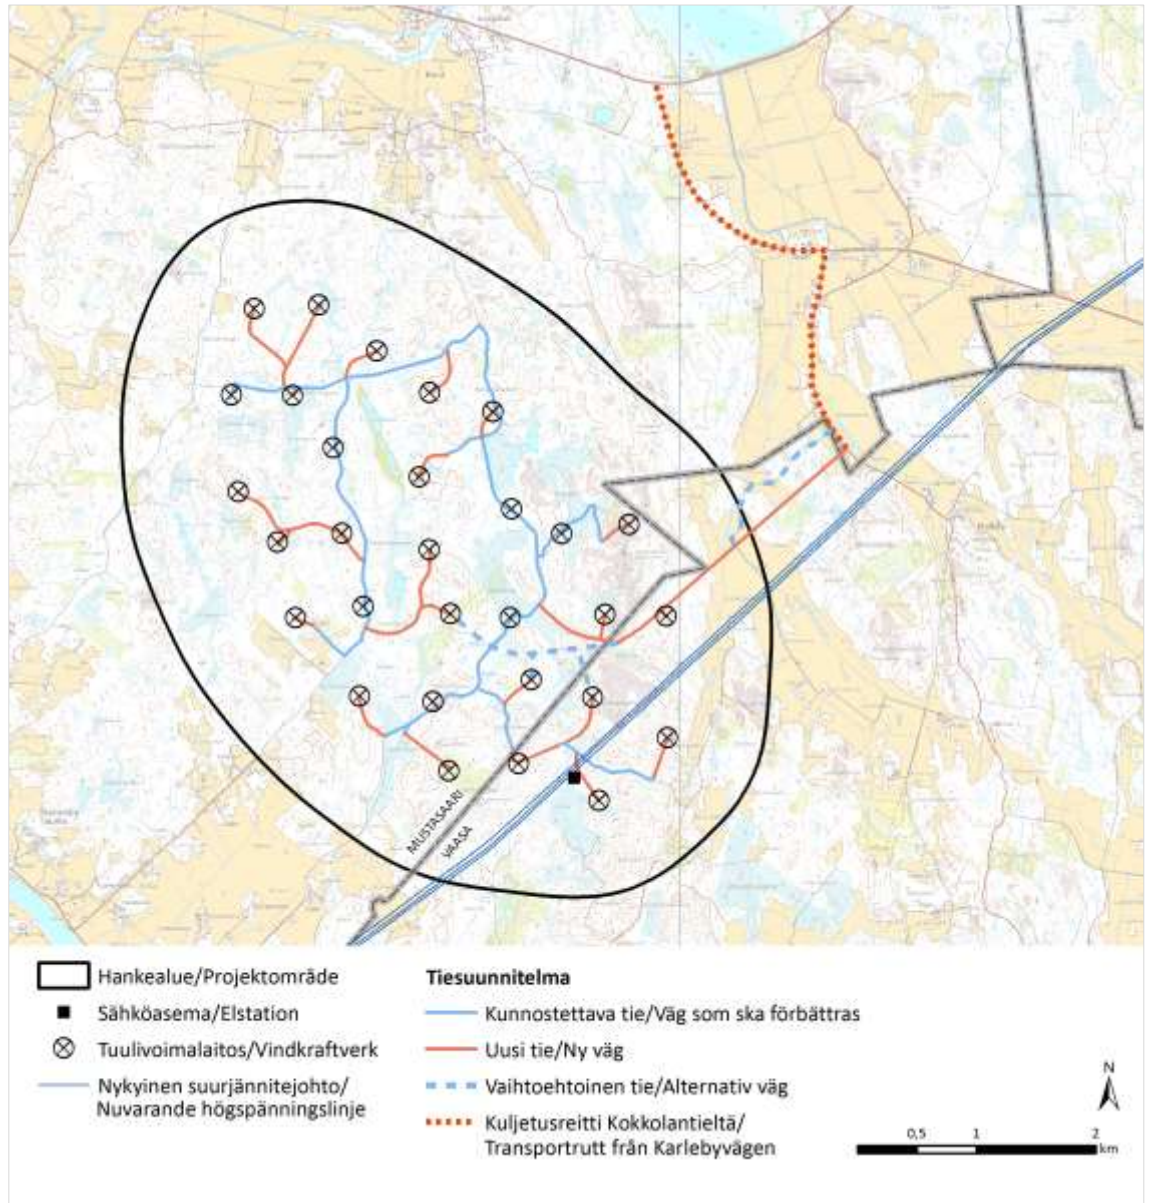 MUSTASAARI
VAASA
Hankealue/Projektområde
Sähköasema/Elstation
Tuulivoimalaitos/Vindkraftverk
Nykyinen suurjännitejohto/
Nuvarande högspänningslinje
Tiesuunnitelma
Kunnostettava tie/Väg som ska förbättras
Uusi tie/Ny väg
Vaihtoehtoinen tie/Alternativ väg
Kuljetusreitti Kokkolantieltä/
Transportrutt från Karlebyvägen
N
0,5 1 2
km